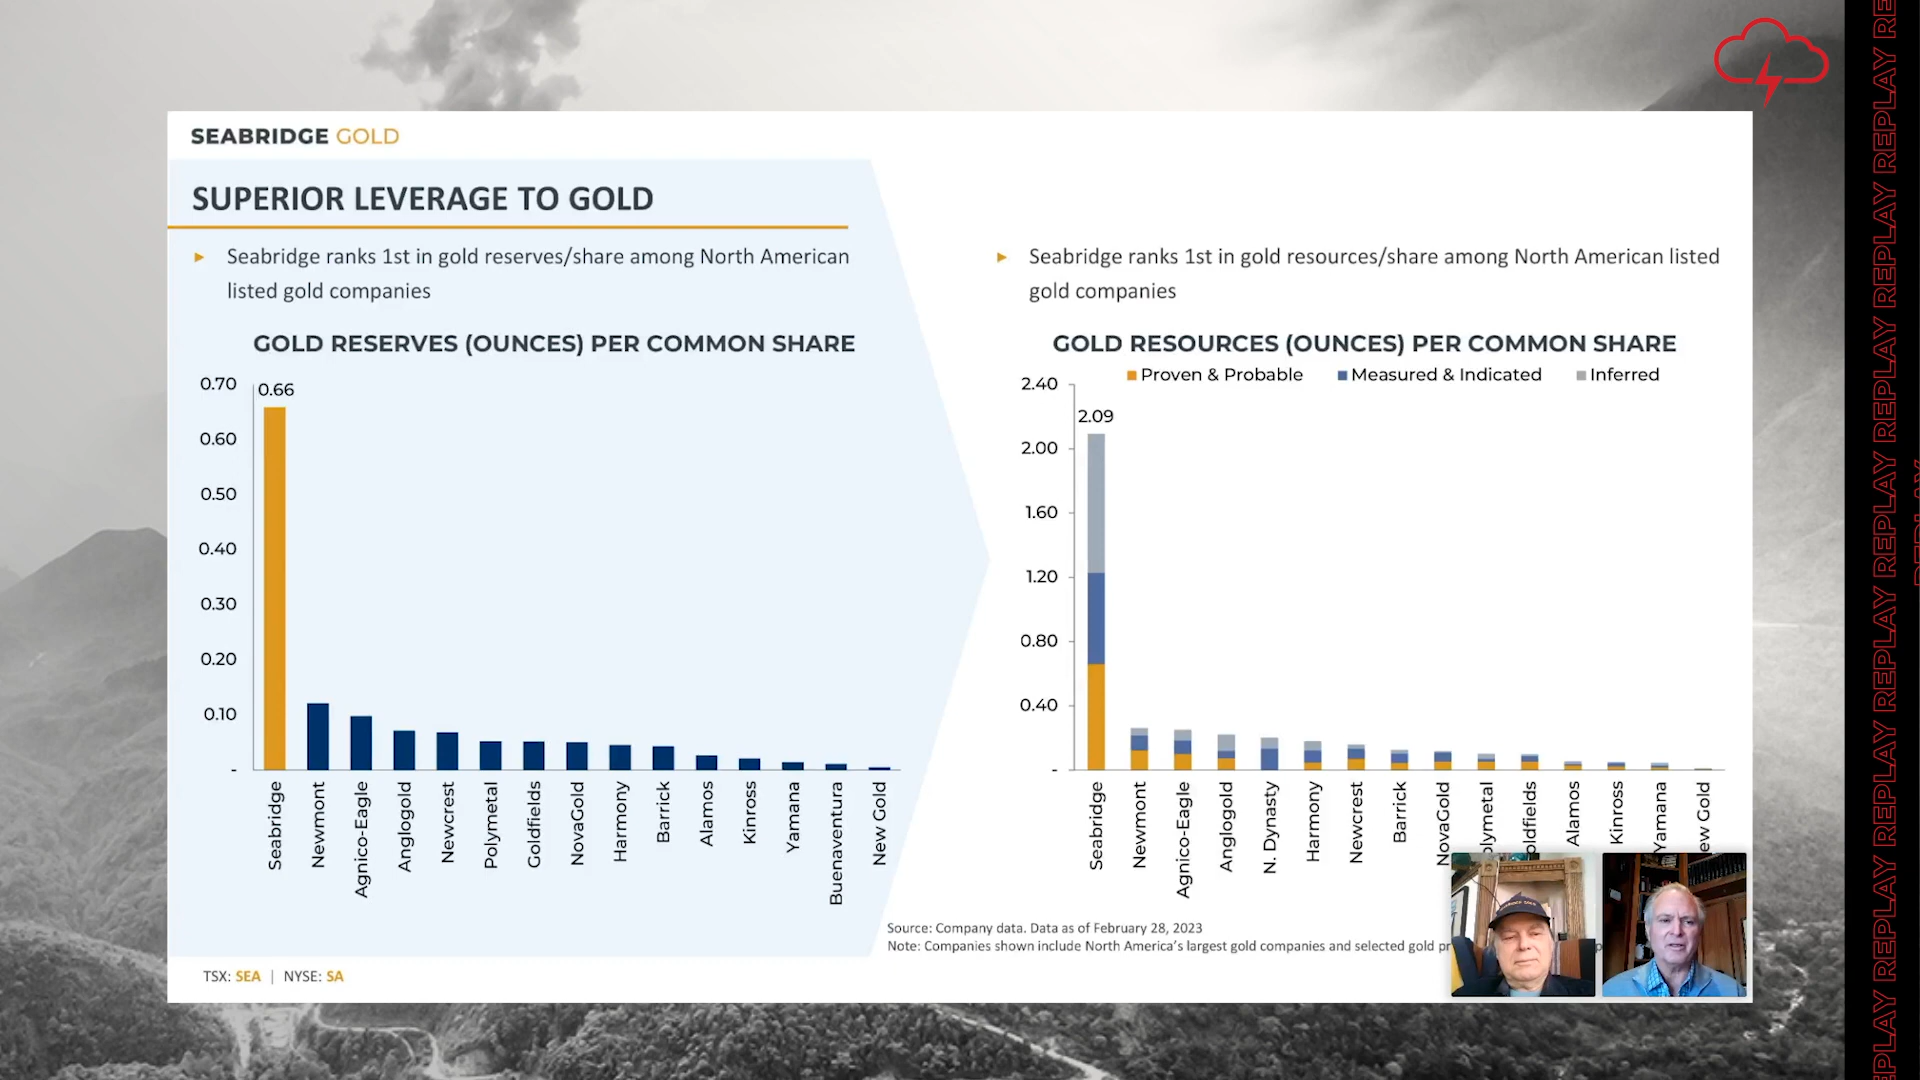 SEABRIDGE GOLD
SUPERIOR LEVERAGE TO GOLD
► Seabridge ranks 1st in gold reserves/share among North American
listed gold companies
GOLD RESERVES (OUNCES) PER COMMON SHARE
0.70
0.66
0.60
0.50
0.40
0.30
0.20
0.10
-
Seabridge
Newmont
Agnico-Eagle
Anglogold
Newcrest
Polymetal
Goldfields
NovaGold
Harmony
Barrick
Alamos
Kinross
Yamana
Buenaventura
New Gold
► Seabridge ranks 1st in gold resources/share among North American listed
gold companies
GOLD RESOURCES (OUNCES) PER COMMON SHARE
Proven & Probable Measured & Indicated Inferred
2.40
2.09
2.00
1.60
1.20
0.80
0.40
-
Seabridge
Newmont
Agnico-Eagle
Anglogold
N. Dynasty
Harmony
Newcrest
Barrick
NovaGold
olymetal
oldfields
Alamos
Kinross
Yamana
ew Gold
Source: Company data. Data as of February 28, 2023
Note: Companies shown include North America's largest gold companies and selected gold
TSX: SEA | NYSE: SA
REPLAY REPLAY REPLAY REPLAY REPLAY REPLAY REPLAY REPLAY REPLAY REPLAY